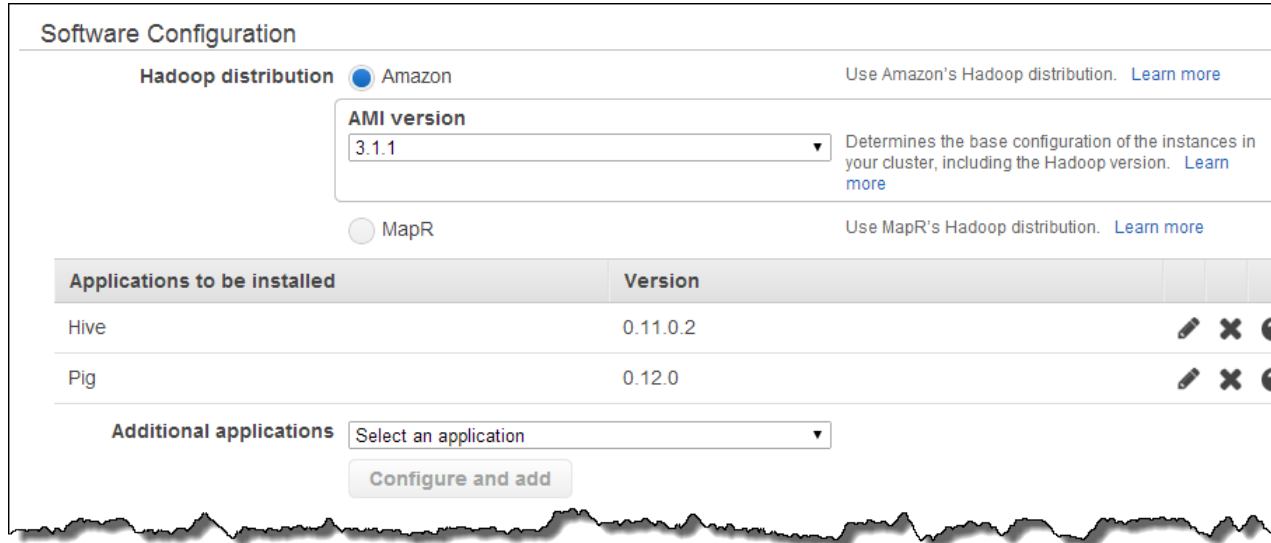 Software Configuration
Hadoop distribution Amazon Use Amazon's Hadoop distribution. Learn more
AMI version
3.1.1
Determines the base configuration of the instances in
your cluster, including the Hadoop version. Learn
more
MapR Use MapR's Hadoop distribution. Learn more
Applications to be installed Version
Hive 0.11.0.2
Pig 0.12.0
Additional applications Select an application
Configure and add